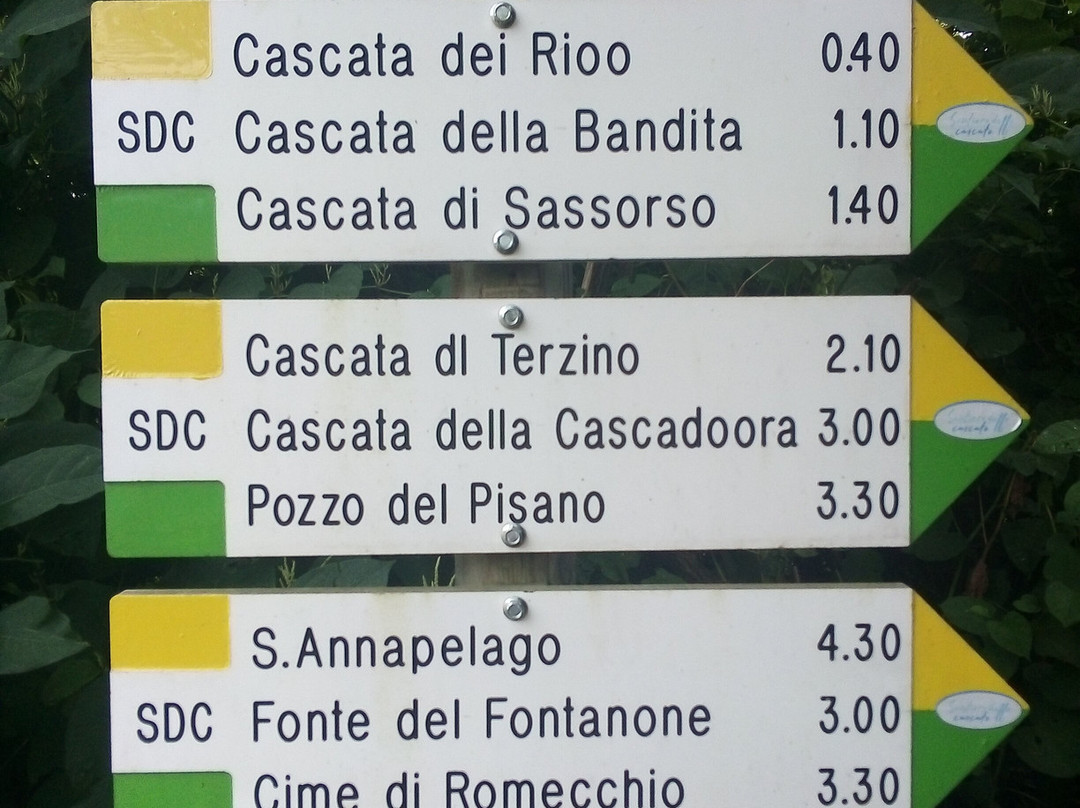 Cascata dei Rioo 0.40
SDC Cascata della Bandita 1.10
Cascata di Sassorso 1.40
Cascata dI Terzino 2.10
SDC Cascata della Cascadoora 3.00
Pozzo del Pisano 3.30
S.Annapelago 4.30
SDC Fonte del Fontanone 3.00
Cime di Romecchio 3.30